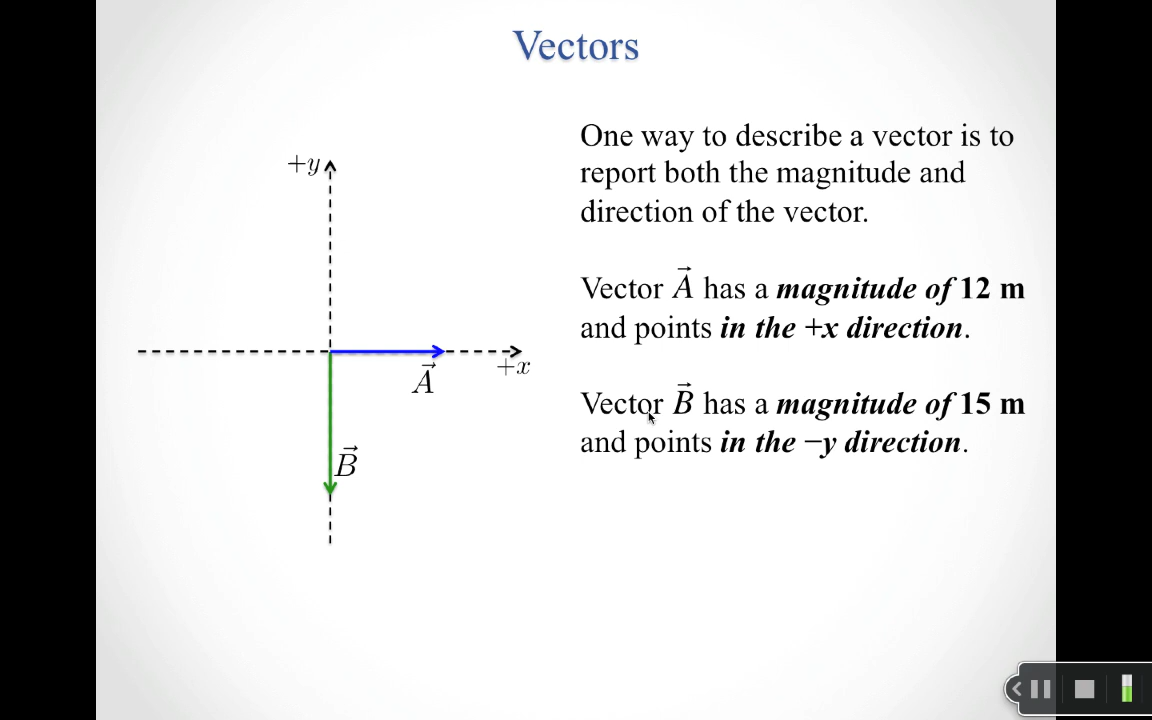 Vectors
One way to describe a vector is to
report both the magnitude and
direction of the vector.
Vector A⃗ has a magnitude of 12 m
and points in the +x direction.
Vector B⃗ has a magnitude of 15 m
and points in the −y direction.
+y
+x
A⃗
B⃗